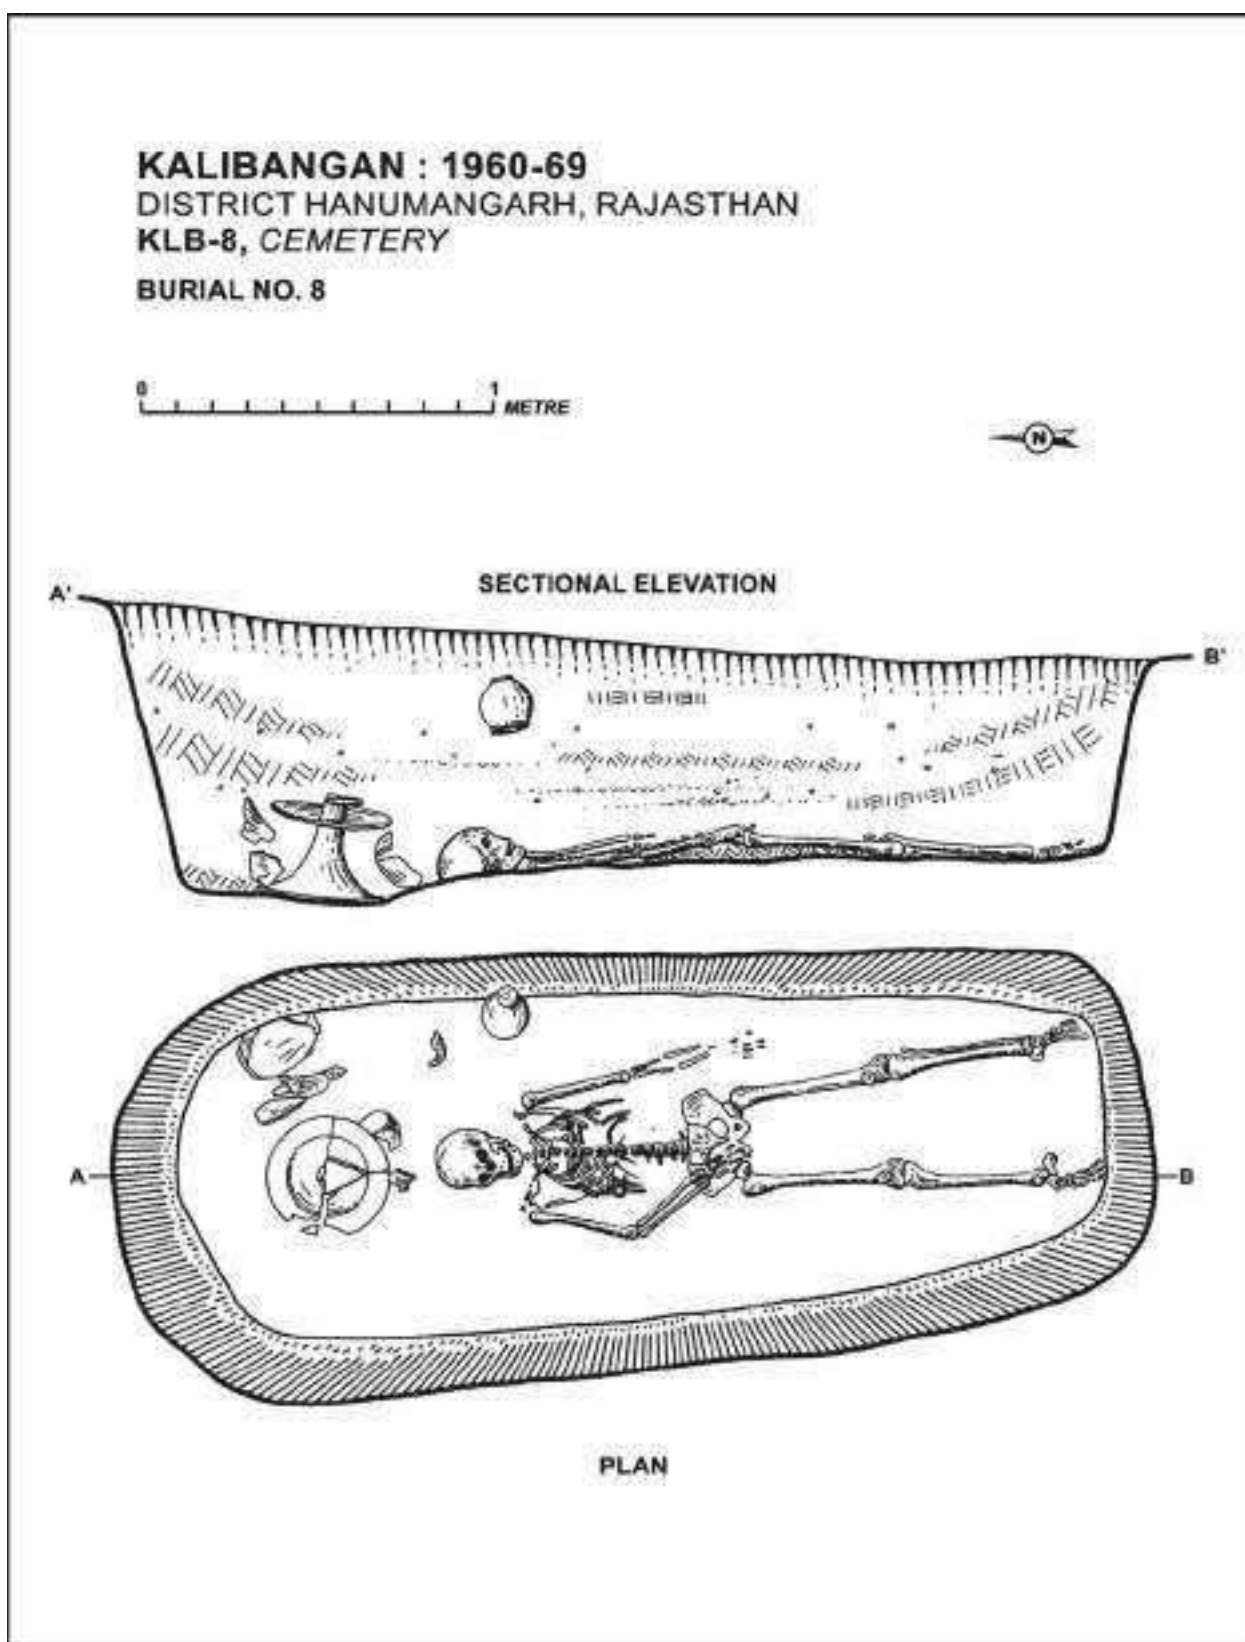 KALIBANGAN : 1960-69
DISTRICT HANUMANGARH, RAJASTHAN
KLB-8, CEMETERY
BURIAL NO. 8
0 1
METRE
N
SECTIONAL ELEVATION
A' B'
A B
PLAN